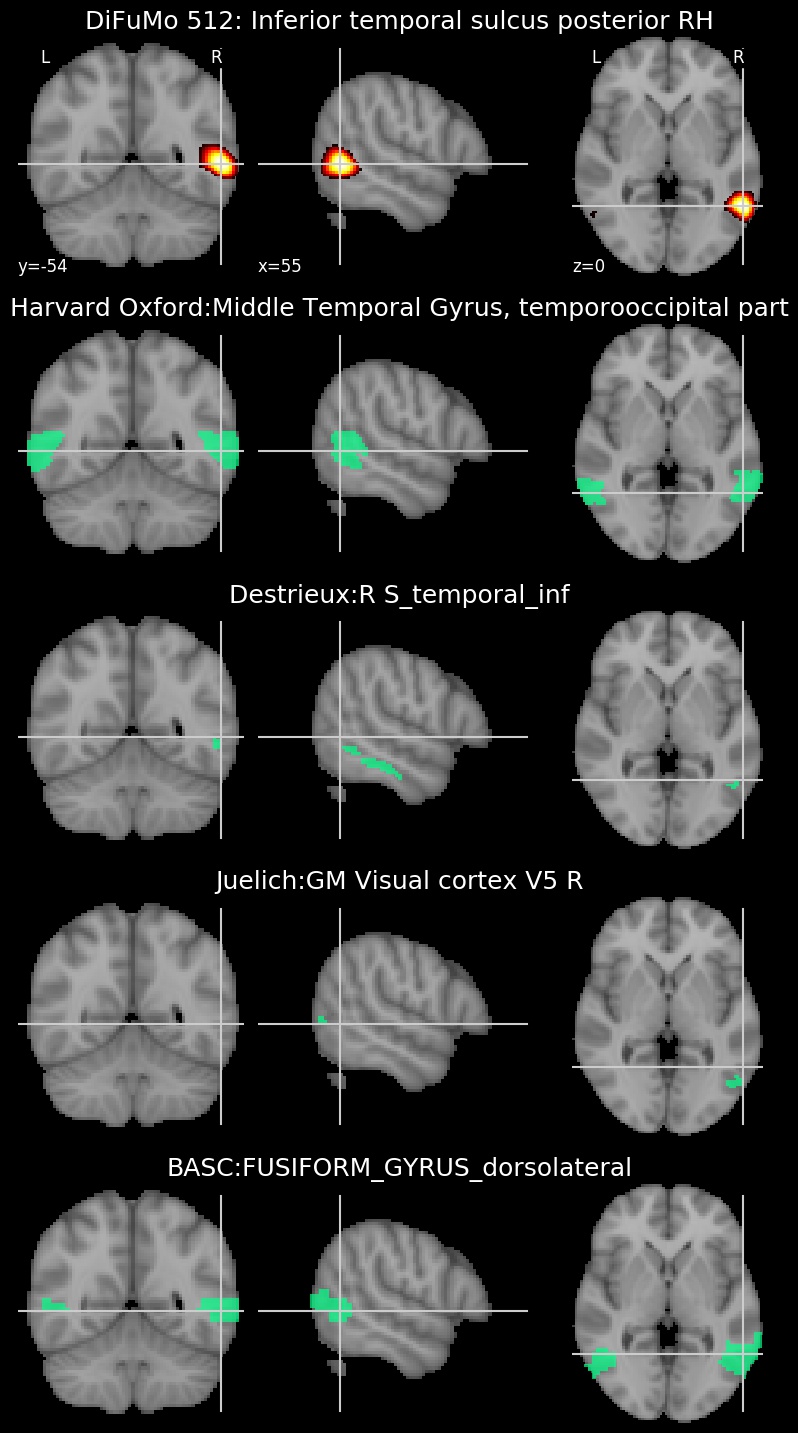 DiFuMo 512: Inferior temporal sulcus posterior RH
L R L R
y=-54 x=55 z=0
Harvard Oxford:Middle Temporal Gyrus, temporooccipital part
Destrieux:R S_temporal_inf
Juelich:GM Visual cortex V5 R
BASC:FUSIFORM_GYRUS_dorsolateral